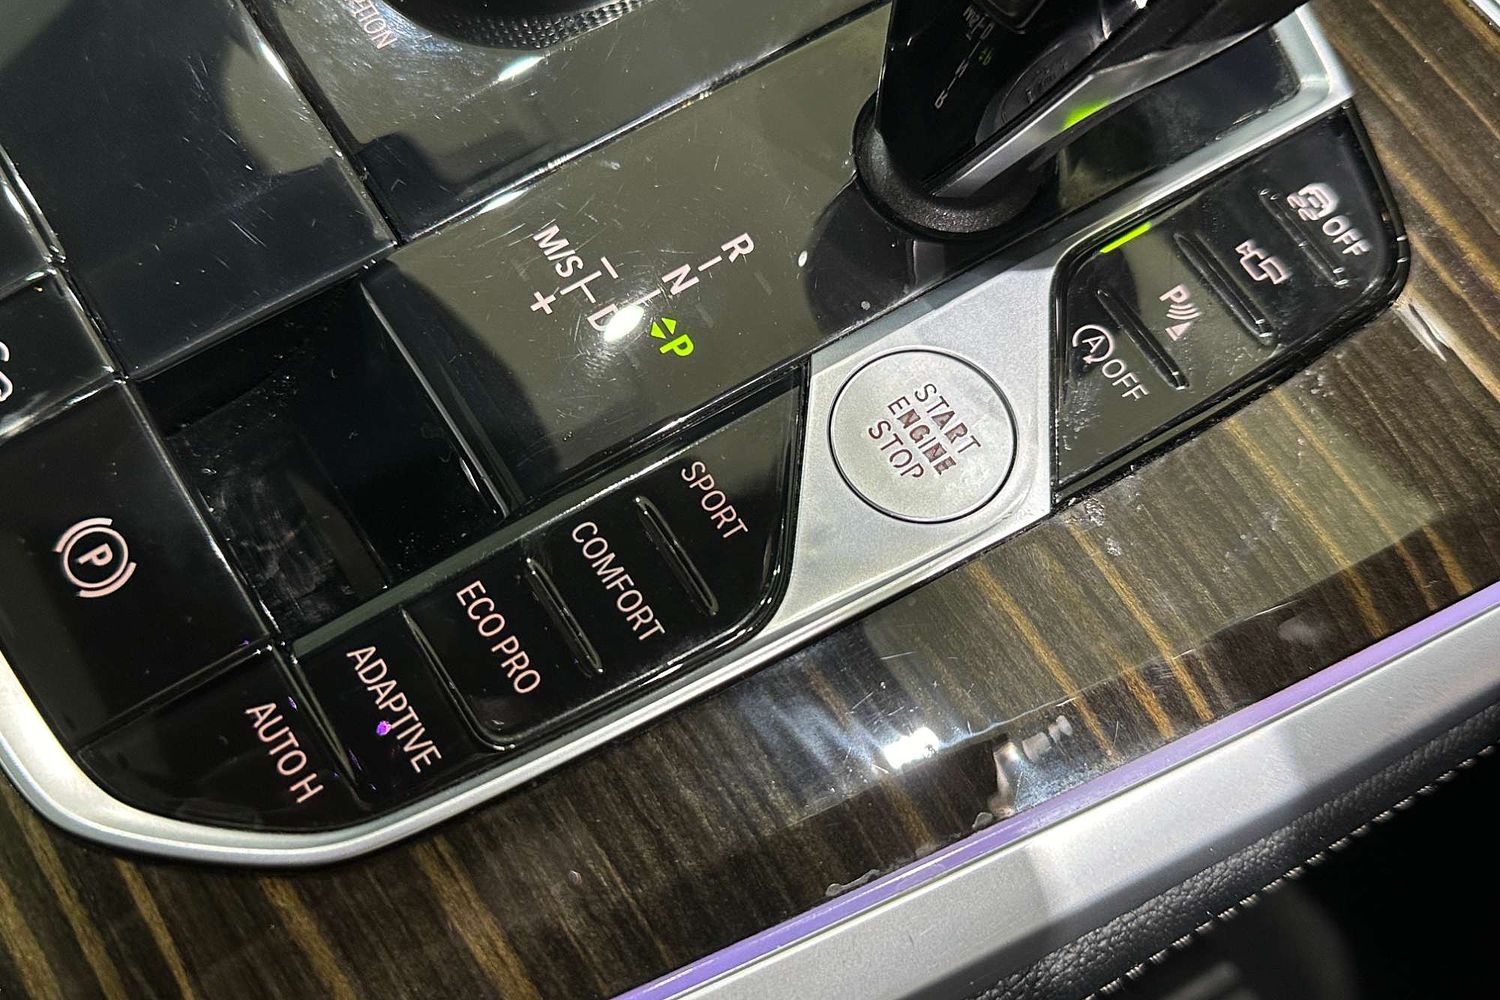 R
N
M/S
D
+
P
OFF
P
A OFF
START
ENGINE
STOP
SPORT
COMFORT
ECO PRO
ADAPTIVE
AUTO H
P